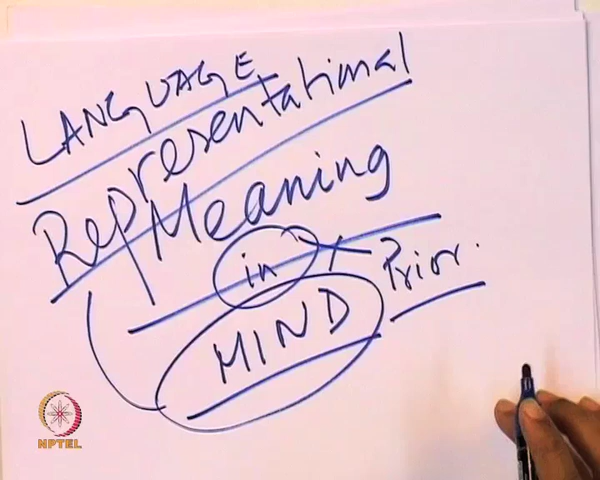 LANGUAGE
Representational
Meaning
in
Prior.
MIND
NPTEL